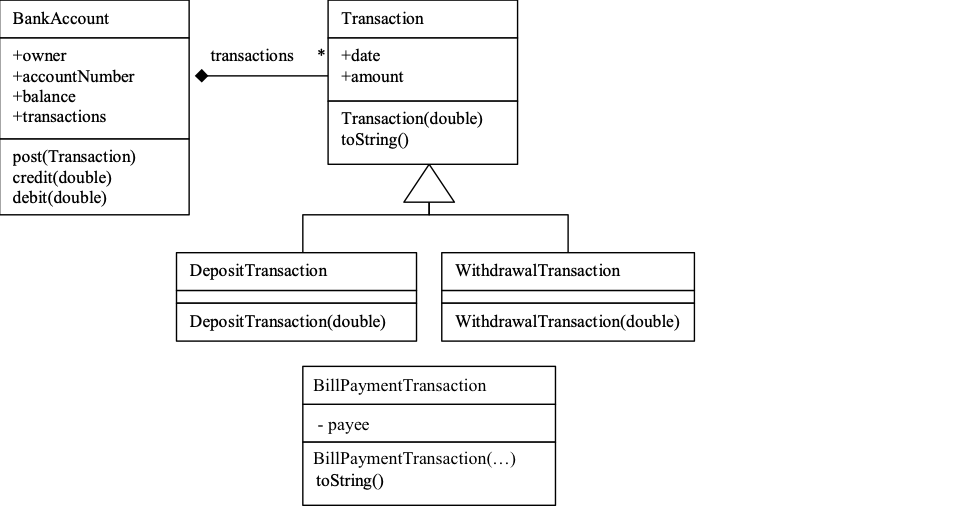 BankAccount
+owner
+accountNumber
+balance
+transactions
post(Transaction)
credit(double)
debit(double)
transactions *
Transaction
+date
+amount
Transaction(double)
toString()
DepositTransaction
DepositTransaction(double)
WithdrawalTransaction
WithdrawalTransaction(double)
BillPaymentTransaction
- payee
BillPaymentTransaction(…)
toString()